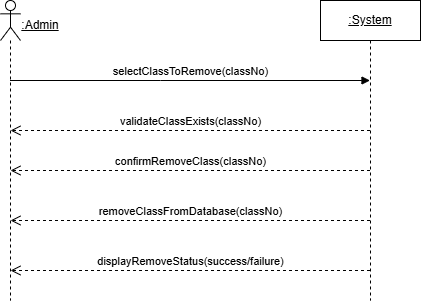 :Admin
:System
selectClassToRemove(classNo)
validateClassExists(classNo)
confirmRemoveClass(classNo)
removeClassFromDatabase(classNo)
displayRemoveStatus(success/failure)